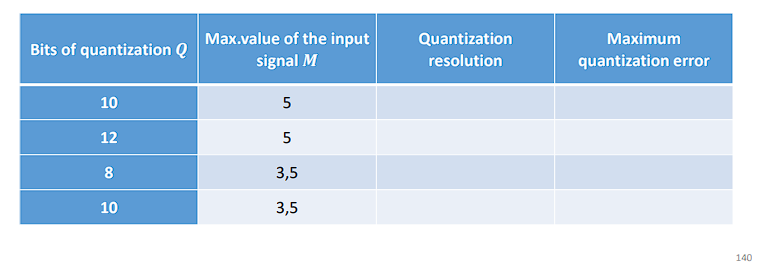 Bits of quantization Q
Max.value of the input
signal M
Quantization
resolution
Maximum
quantization error
10
5
12
5
8
3,5
10
3,5
140